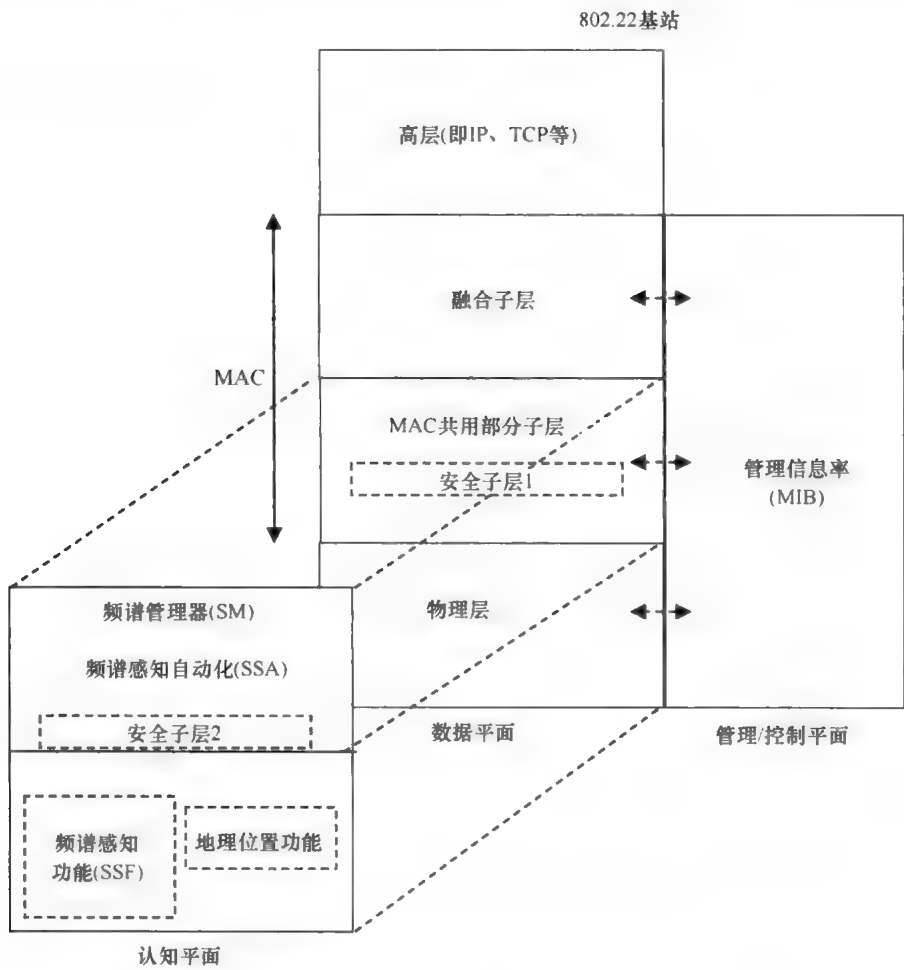 802.22基站
高层(即IP、TCP等)
融合子层
MAC
MAC共用部分子层
安全子层1
管理信息率
(MIB)
物理层
频谱管理器(SM)
频谱感知自动化(SSA)
安全子层2
数据平面
管理/控制平面
频谱感知
功能(SSF)
地理位置功能
认知平面